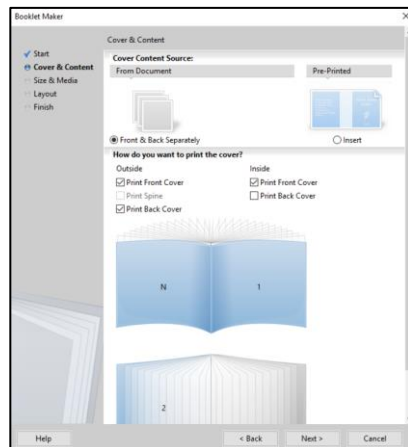 Booklet Maker
Start
Cover & Content
Size & Media
Layout
Finish
Cover & Content
Cover Content Source:
From Document
Pre-Printed
Front & Back Separately
Insert
How do you want to print the cover?
Outside
Inside
Print Front Cover
Print Front Cover
Print Spine
Print Back Cover
Print Back Cover
N
1
2
Help
< Back
Next >
Cancel